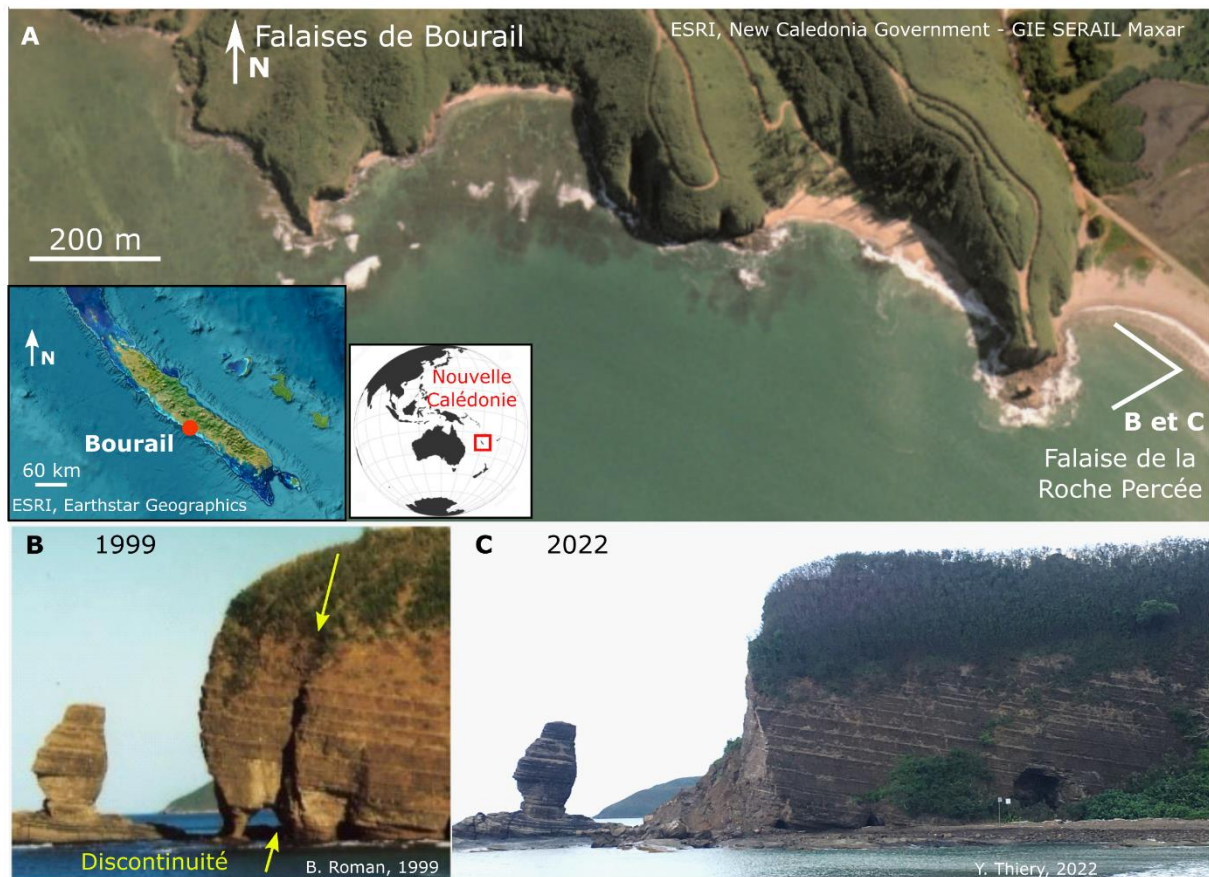 A
Falaises de Bourail
N
ESRI, New Caledonia Government - GIE SERAIL Maxar
200 m
N
Bourail
60 km
ESRI, Earthstar Geographics
Nouvelle
Calédonie
B et C
Falaise de la
Roche Percée
B 1999
Discontinuité
B. Roman, 1999
C 2022
Y. Thiery, 2022